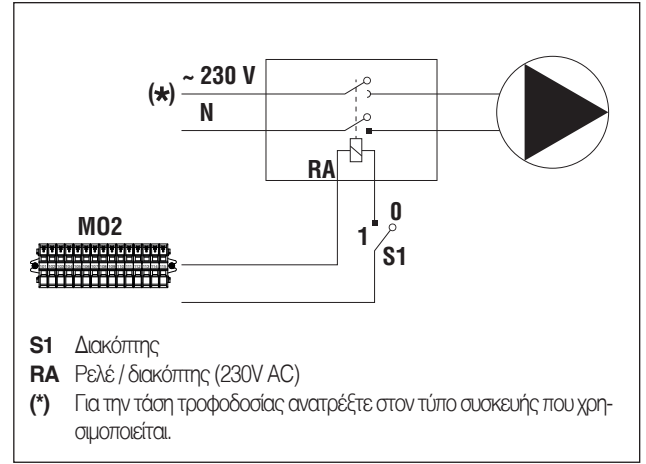 ~ 230 V
(*)
N
RA
MO2
0
1
S1
S1 Διακόπτης
RA Ρελέ / διακόπτης (230V AC)
(*) Για την τάση τροφοδοσίας ανατρέξτε στον τύπο συσκευής που χρη-
σιμοποιείται.